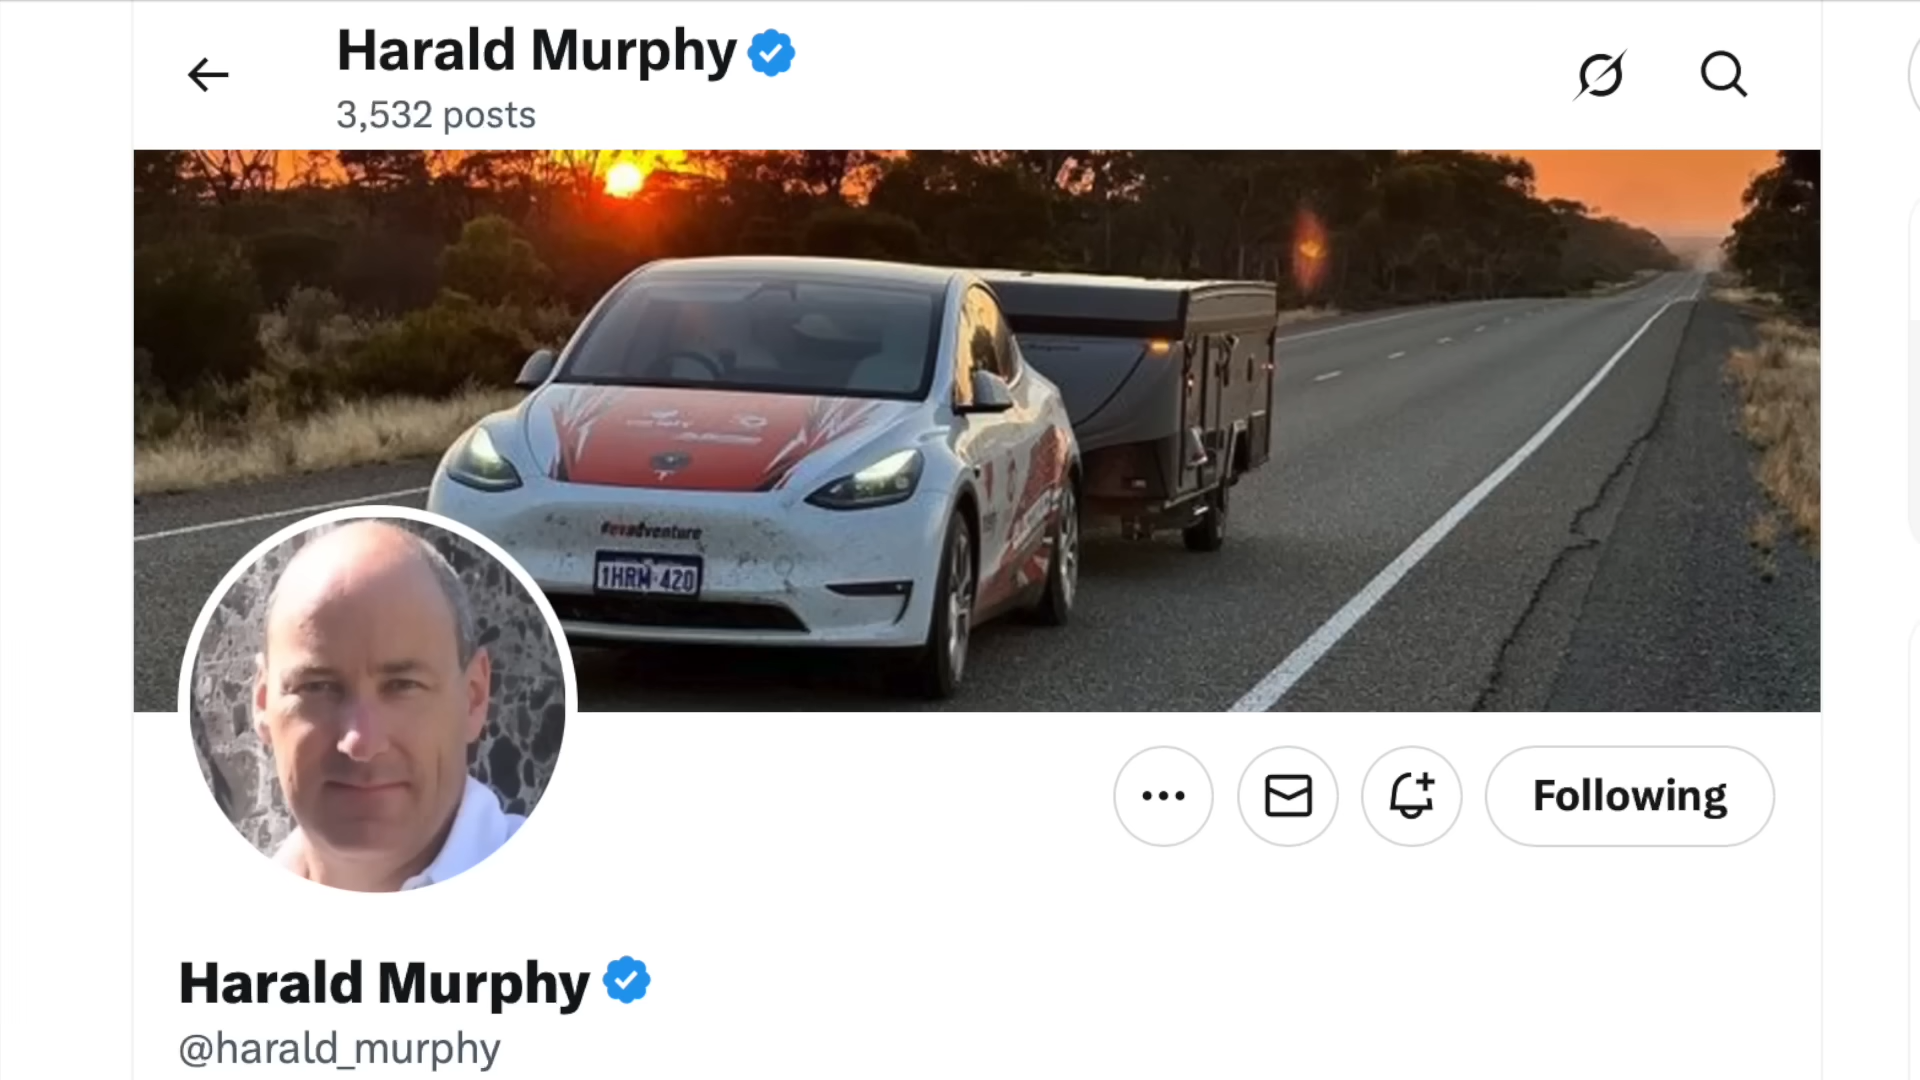 Harald Murphy
3,532 posts
#evadventure
1HRM·420
Following
Harald Murphy
@harald_murphy